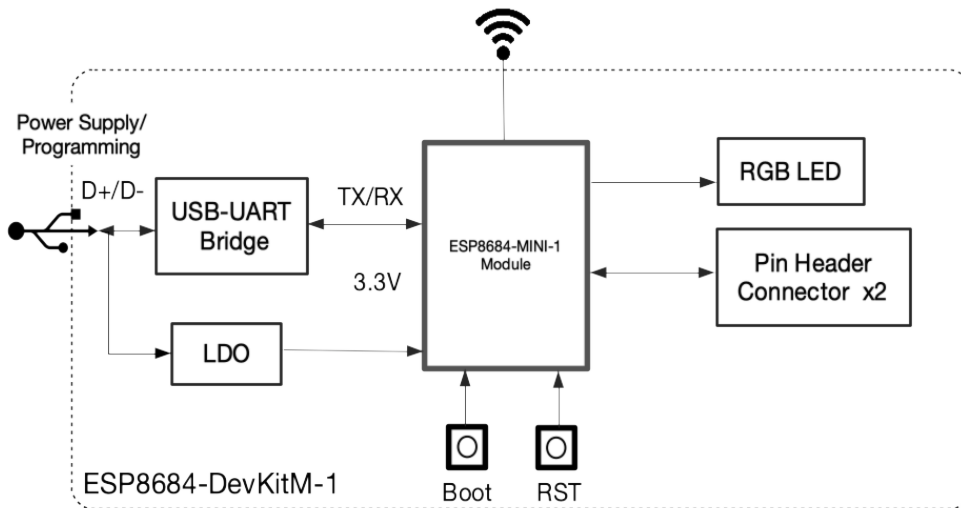 Power Supply/
Programming
D+/D-
USB-UART
Bridge
TX/RX
3.3V
LDO
ESP8684-MINI-1
Module
RGB LED
Pin Header
Connector x2
Boot
RST
ESP8684-DevKitM-1